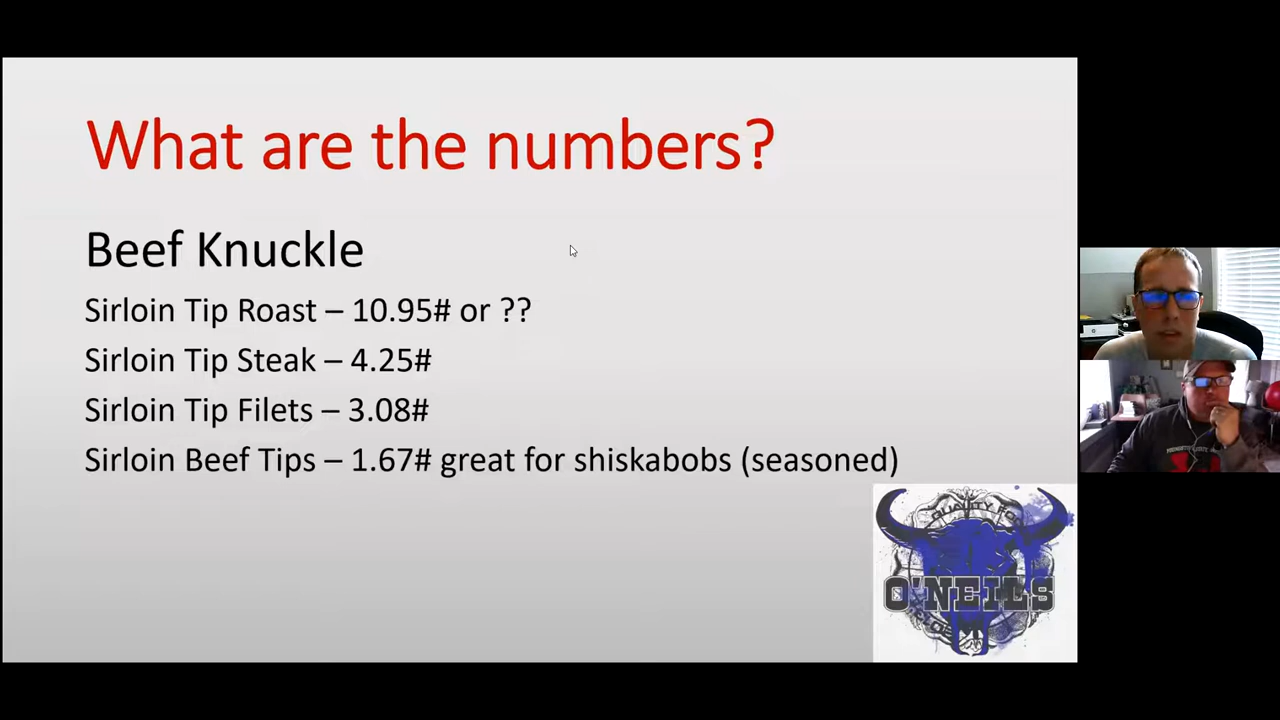 What are the numbers?
Beef Knuckle
Sirloin Tip Roast – 10.95# or ??
Sirloin Tip Steak – 4.25#
Sirloin Tip Filets – 3.08#
Sirloin Beef Tips – 1.67# great for shiskabobs (seasoned)
QUALITY
O'NEILS